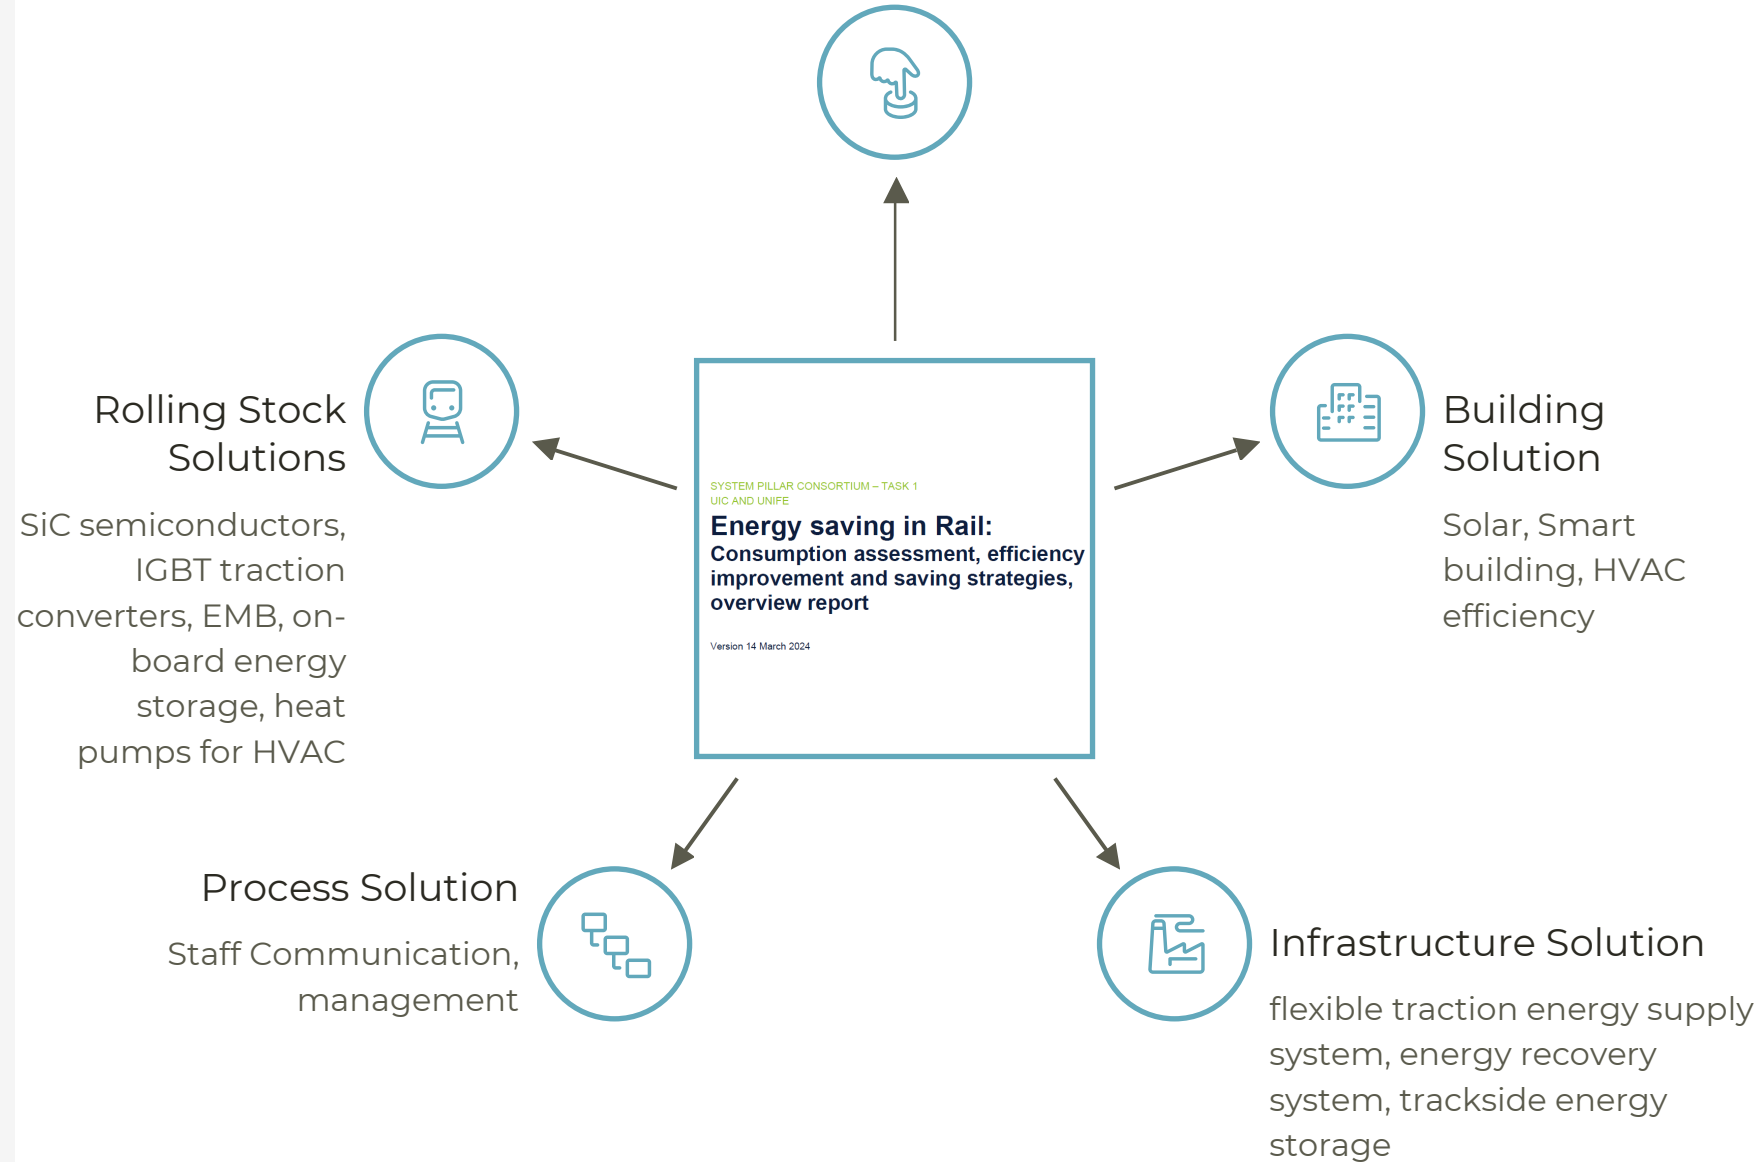 Rolling Stock
Solutions
SiC semiconductors,
IGBT traction
converters, EMB, on-
board energy
storage, heat
pumps for HVAC
SYSTEM PILLAR CONSORTIUM – TASK 1
UIC AND UNIFE
Energy saving in Rail:
Consumption assessment, efficiency
improvement and saving strategies,
overview report
Version 14 March 2024
Building
Solution
Solar, Smart
building, HVAC
efficiency
Process Solution
Staff Communication,
management
Infrastructure Solution
flexible traction energy supply
system, energy recovery
system, trackside energy
storage